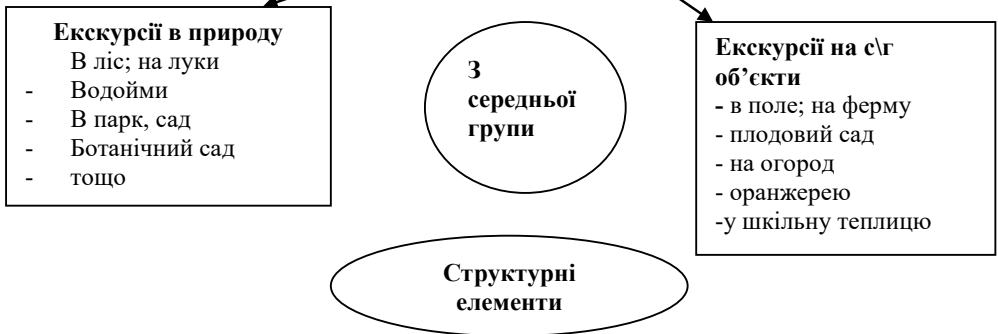 Екскурсії в природу
В ліс; на луки
- Водойми
- В парк, сад
- Ботанічний сад
- тощо
З
середньої
групи
Екскурсії на с\г
об’єкти
- в поле; на ферму
- плодовий сад
- на огород
- оранжерею
-у шкільну теплицю
Структурні
елементи